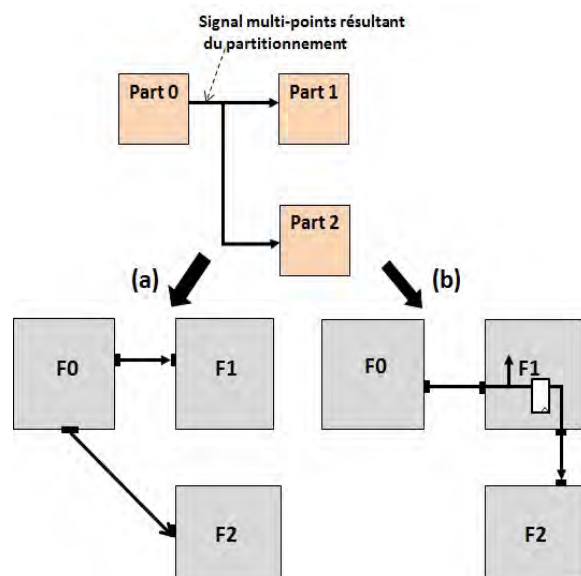 Signal multi-points résultant
du partitionnement
Part 0
Part 1
Part 2
(a)
(b)
F0
F1
F0
F1
F2
F2